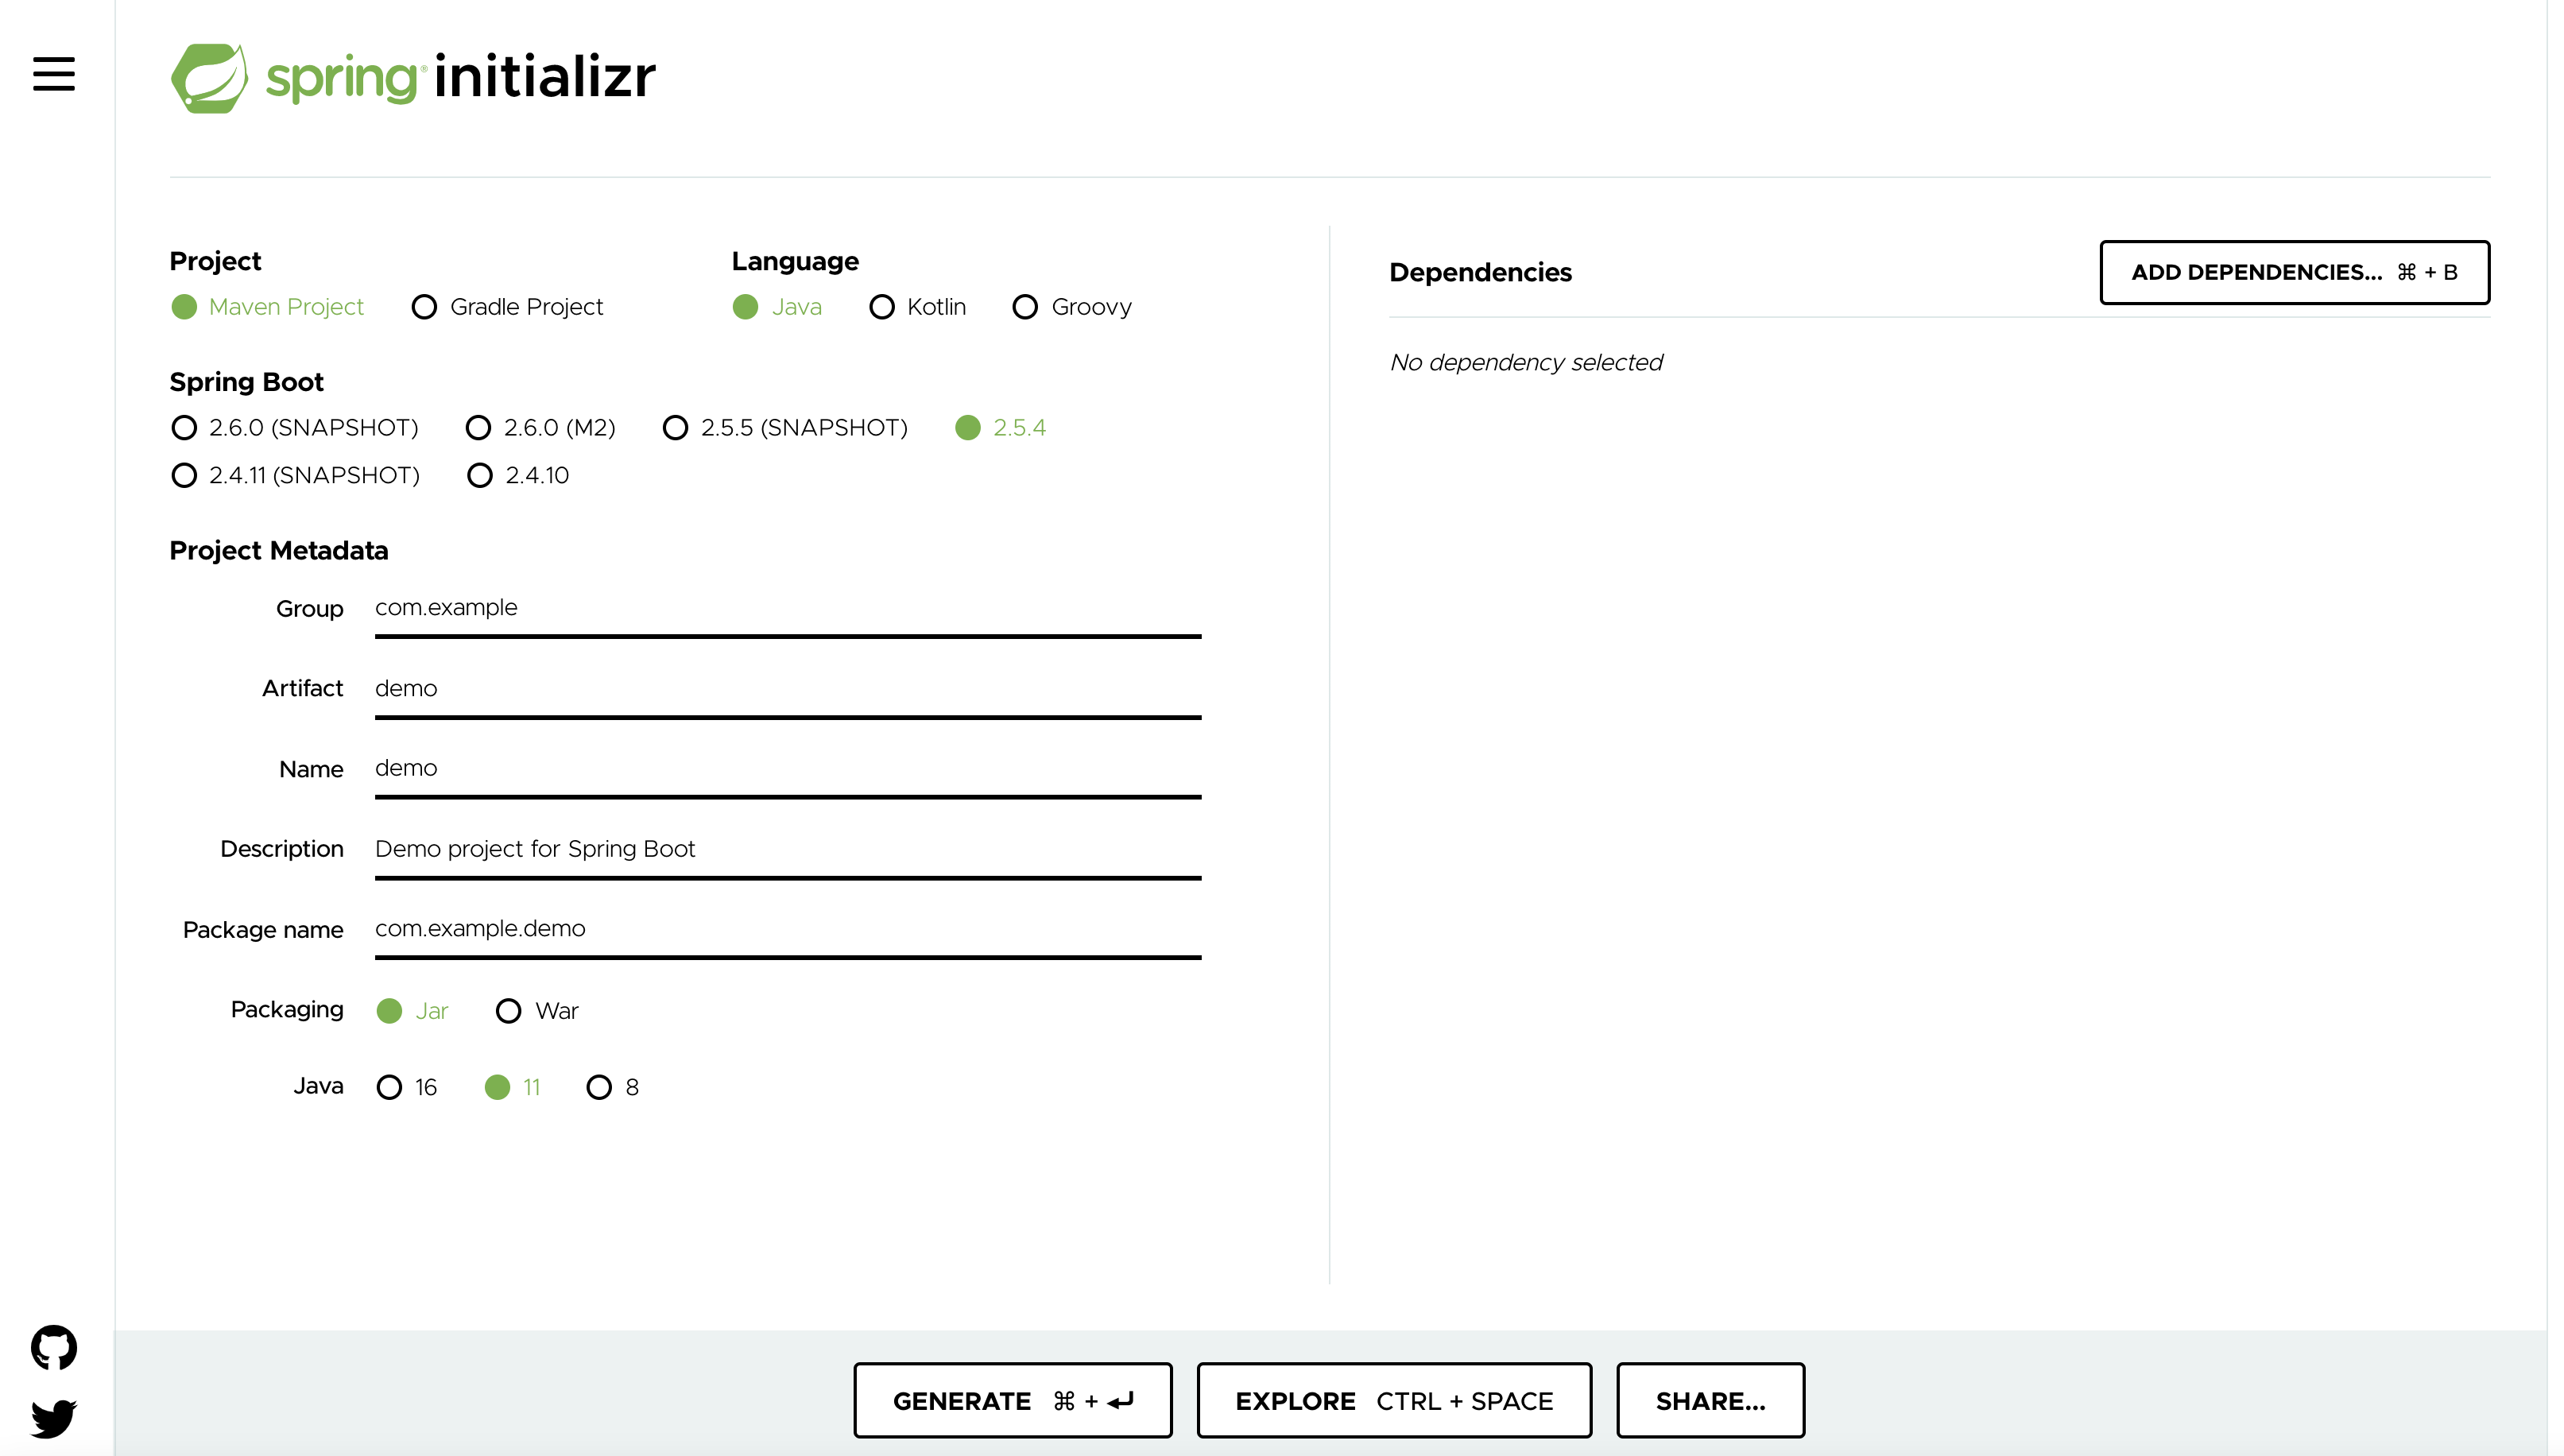 spring® initializr
Project
Maven Project Gradle Project
Language
Java Kotlin Groovy
Spring Boot
2.6.0 (SNAPSHOT) 2.6.0 (M2) 2.5.5 (SNAPSHOT) 2.5.4
2.4.11 (SNAPSHOT) 2.4.10
Project Metadata
Group com.example
Artifact demo
Name demo
Description Demo project for Spring Boot
Package name com.example.demo
Packaging Jar War
Java 16 11 8
Dependencies
ADD DEPENDENCIES... ⌘ + B
No dependency selected
GENERATE ⌘ + ⏎ EXPLORE CTRL + SPACE SHARE...